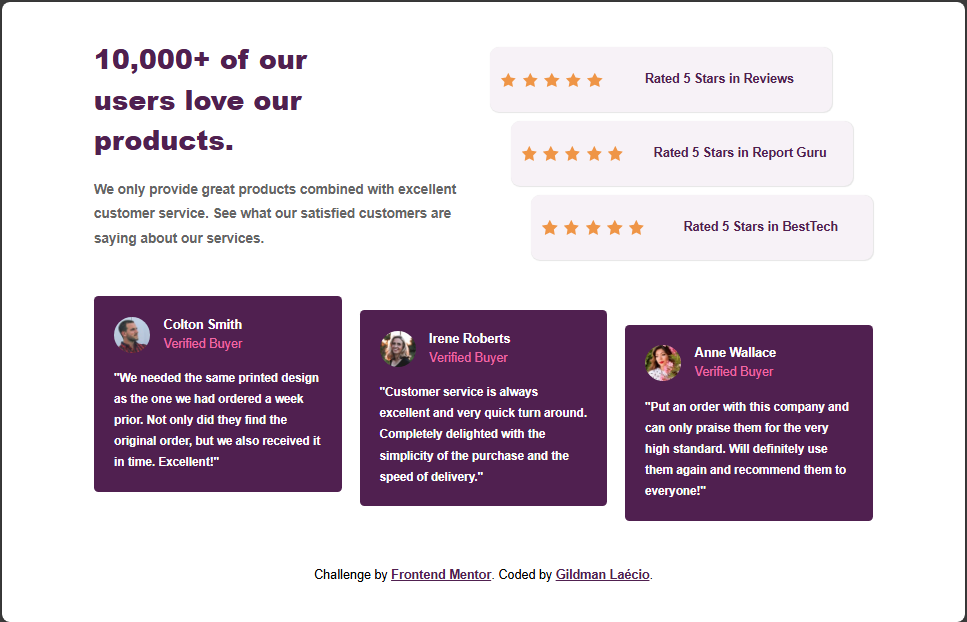 10,000+ of our
users love our
products.
We only provide great products combined with excellent
customer service. See what our satisfied customers are
saying about our services.
Rated 5 Stars in Reviews
Rated 5 Stars in Report Guru
Rated 5 Stars in BestTech
Colton Smith
Verified Buyer
"We needed the same printed design
as the one we had ordered a week
prior. Not only did they find the
original order, but we also received it
in time. Excellent!"
Irene Roberts
Verified Buyer
"Customer service is always
excellent and very quick turn around.
Completely delighted with the
simplicity of the purchase and the
speed of delivery."
Anne Wallace
Verified Buyer
"Put an order with this company and
can only praise them for the very
high standard. Will definitely use
them again and recommend them to
everyone!"
Challenge by Frontend Mentor. Coded by Gildman Laécio.